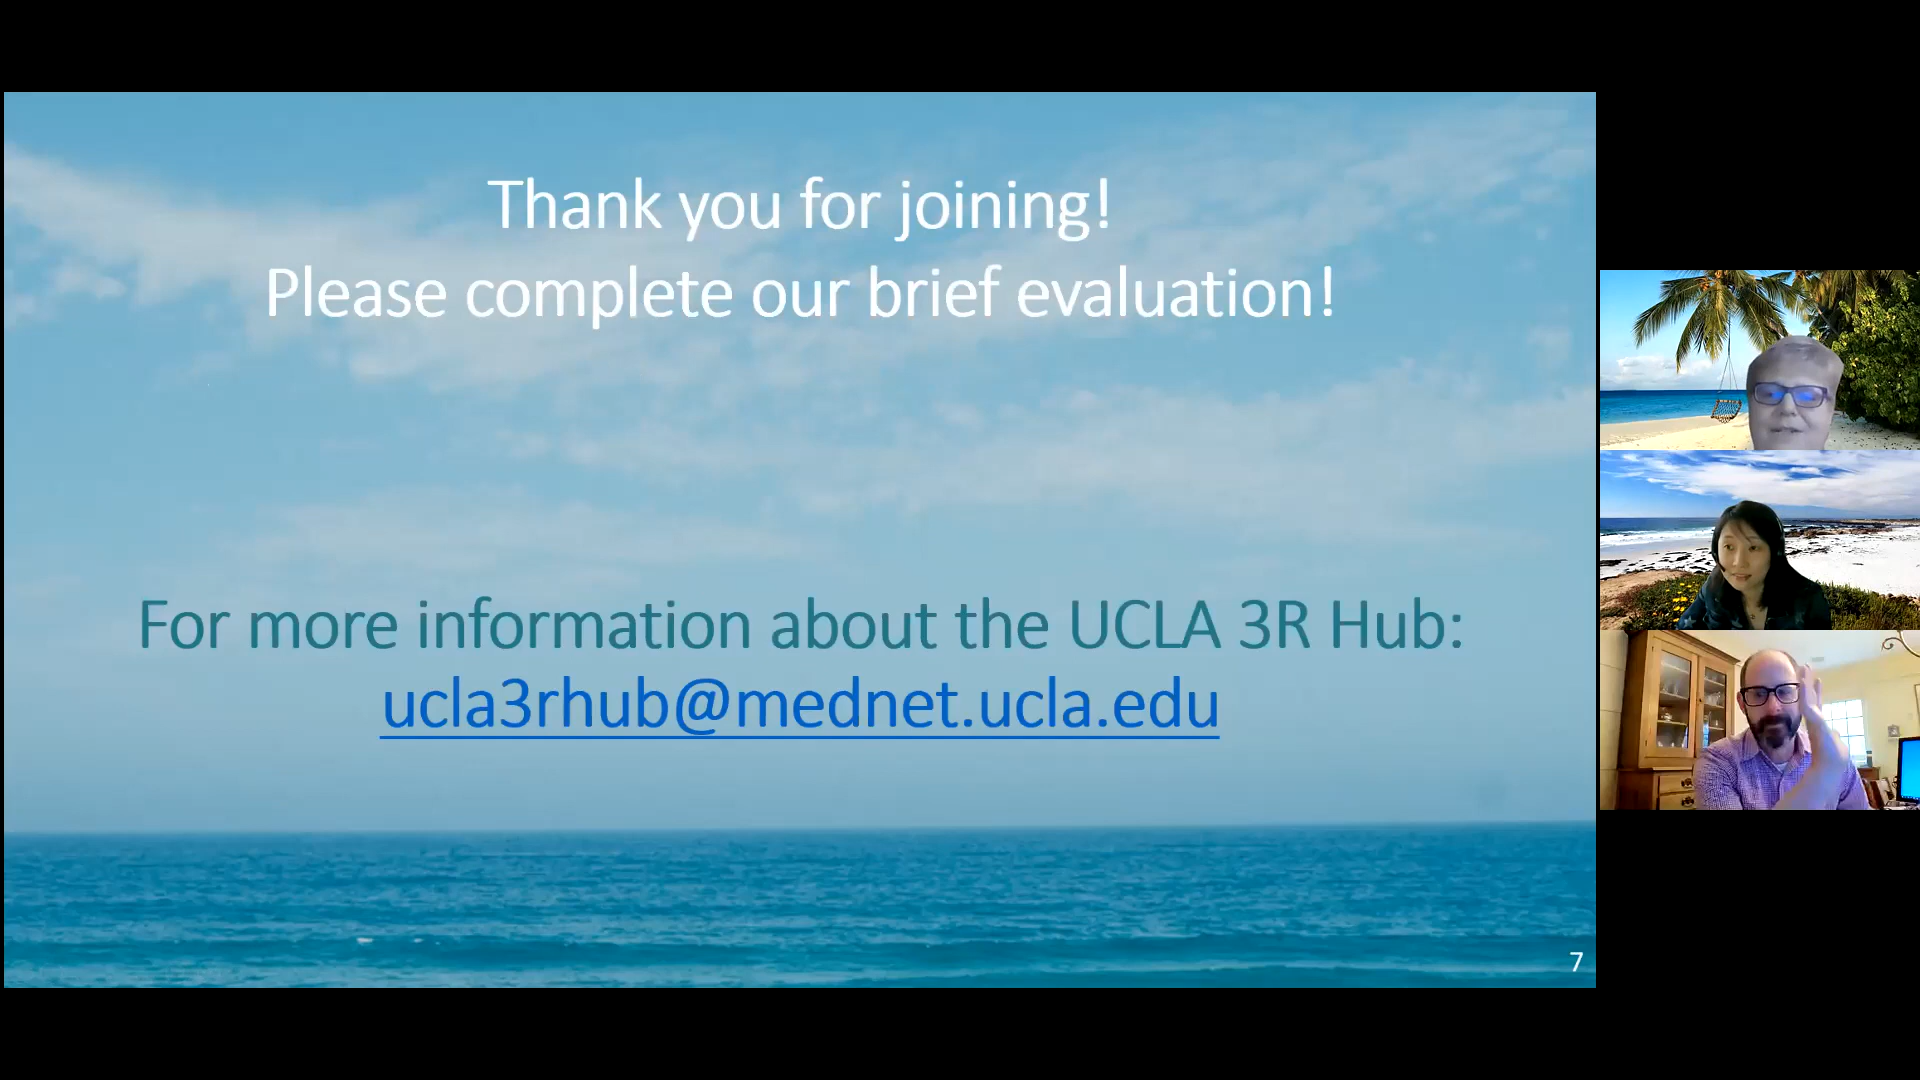 Thank you for joining!
Please complete our brief evaluation!
For more information about the UCLA 3R Hub:
ucla3rhub@mednet.ucla.edu
7